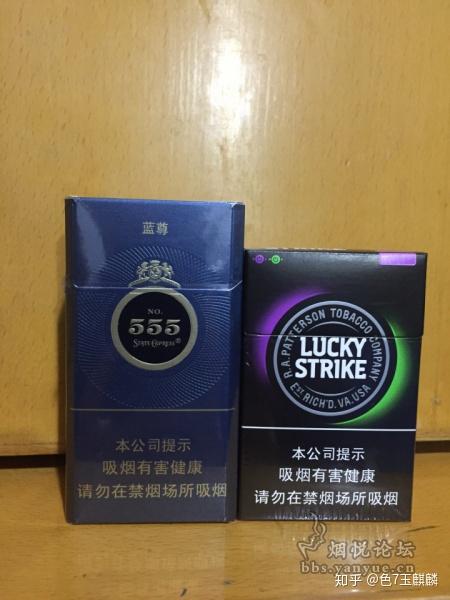 蓝尊
NO.
555
STATE EXPRESS®
本公司提示
吸烟有害健康
请勿在禁烟场所吸烟
R.A.PATTERSON TOBACCO COMPANY
LUCKY
STRIKE
EST RICH'D.VA.USA
本公司提示
吸烟有害健康
请勿在禁烟场所吸烟
烟悦论坛
bbs.yanyue.cn
知乎 @色7玉麒麟